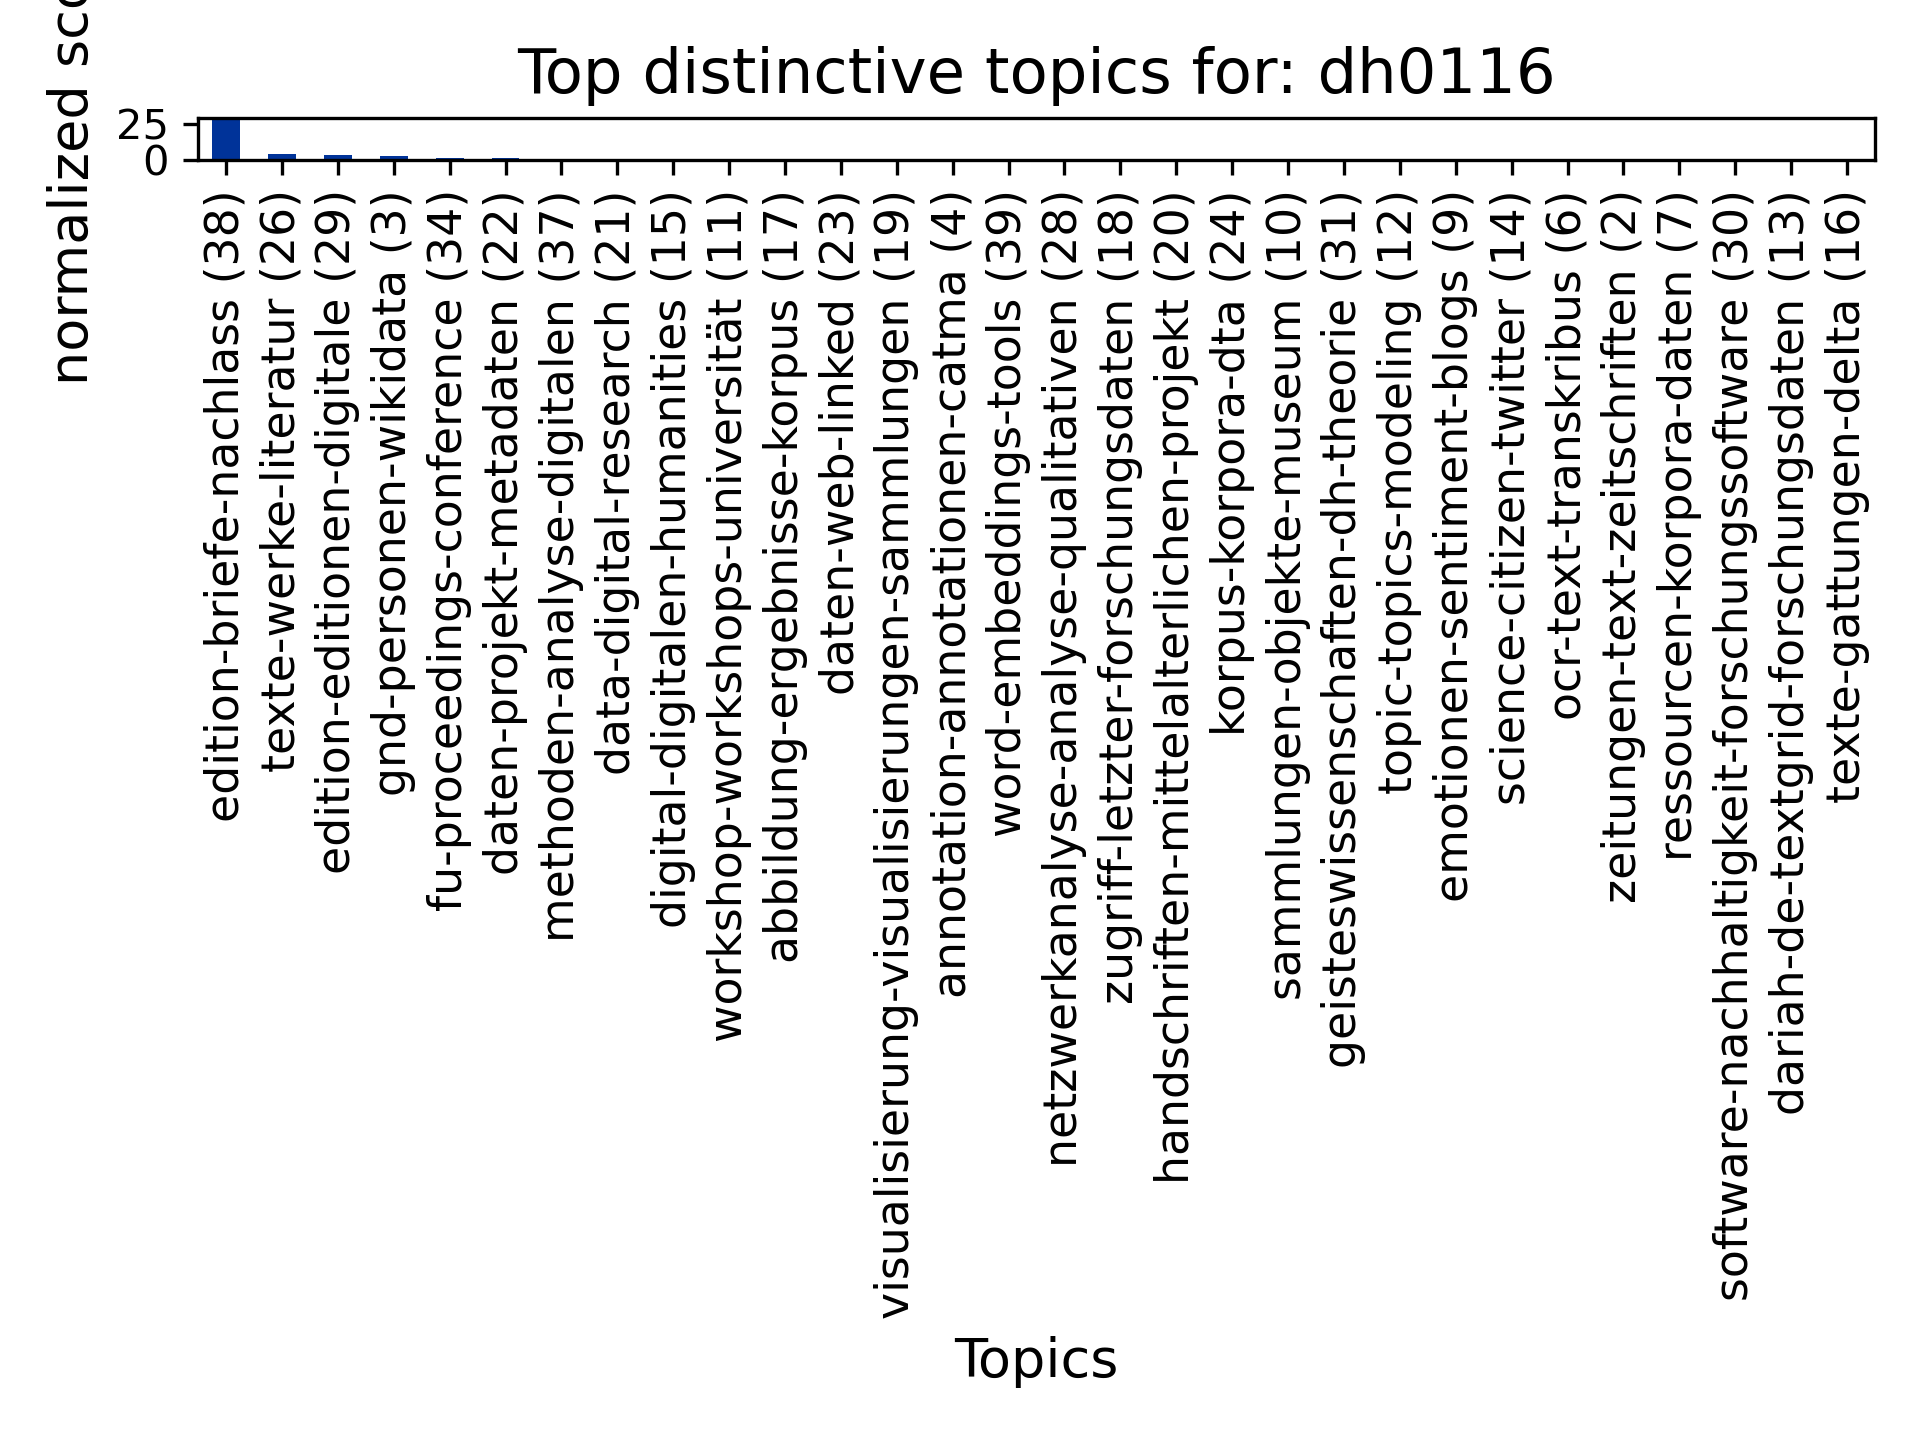 Top distinctive topics for: dh0116
normalized
25
0
edition-briefe-nachlass (38)
texte-werke-literatur (26)
edition-editionen-digitale (29)
gnd-personen-wikidata (3)
fu-proceedings-conference (34)
daten-projekt-metadaten (22)
methoden-analyse-digitalen (37)
data-digital-research (21)
digital-digitalen-humanities (15)
workshop-workshops-universität (11)
abbildung-ergebnisse-korpus (17)
daten-web-linked (23)
visualisierung-visualisierungen-sammlungen (19)
annotation-annotationen-catma (4)
word-embeddings-tools (39)
netzwerkanalyse-analyse-qualitativen (28)
zugriff-letzter-forschungsdaten (18)
handschriften-mittelalterlichen-projekt (20)
korpus-korpora-dta (24)
sammlungen-objekte-museum (10)
geisteswissenschaften-dh-theorie (31)
topic-topics-modeling (12)
emotionen-sentiment-blogs (9)
science-citizen-twitter (14)
ocr-text-transkribus (6)
zeitungen-text-zeitschriften (2)
ressourcen-korpora-daten (7)
software-nachhaltigkeit-forschungssoftware (30)
dariah-de-textgrid-forschungsdaten (13)
texte-gattungen-delta (16)
Topics